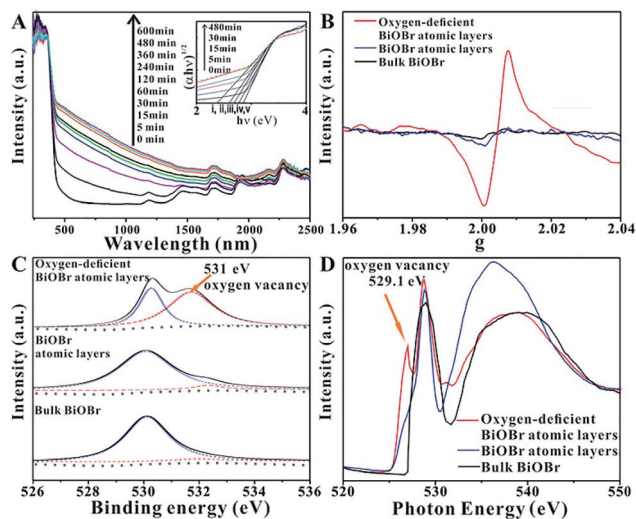 A
Intensity (a.u.)
600min
480 min
360 min
240min
120 min
60min
30min
15min
5 min
0 min
(αhν)^1/2
480min
30min
15min
5min
0min
i, ii,iii,iv,v
2
4
hν (eV)
500
1000
1500
2000
2500
Wavelength (nm)
B
Intensity (a.u.)
Oxygen-deficient
BiOBr atomic layers
BiOBr atomic layers
Bulk BiOBr
1.96
1.98
2.00
2.02
2.04
g
C
Intensity (a.u.)
Oxygen-deficient
BiOBr atomic layers
531 eV
oxygen vacancy
BiOBr
atomic layers
Bulk BiOBr
526
528
530
532
534
536
Binding energy (eV)
D
Intensity (a.u.)
oxygen vacancy
529.1 eV
Oxygen-deficient
BiOBr atomic layers
BiOBr atomic layers
Bulk BiOBr
520
530
540
550
Photon Energy (eV)